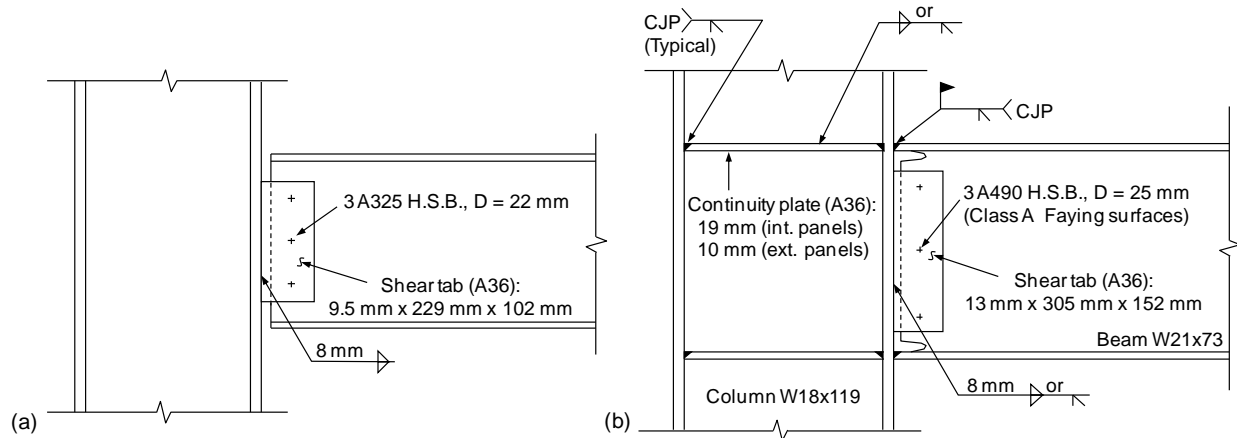 3 A325 H.S.B., D = 22 mm
Shear tab (A36):
9.5 mm x 229 mm x 102 mm
8 mm
(a)
CJP
(Typical)
or
CJP
Continuity plate (A36):
19 mm (int. panels)
10 mm (ext. panels)
3 A490 H.S.B., D = 25 mm
(Class A Faying surfaces)
Shear tab (A36):
13 mm x 305 mm x 152 mm
Beam W21x73
8 mm or
Column W18x119
(b)